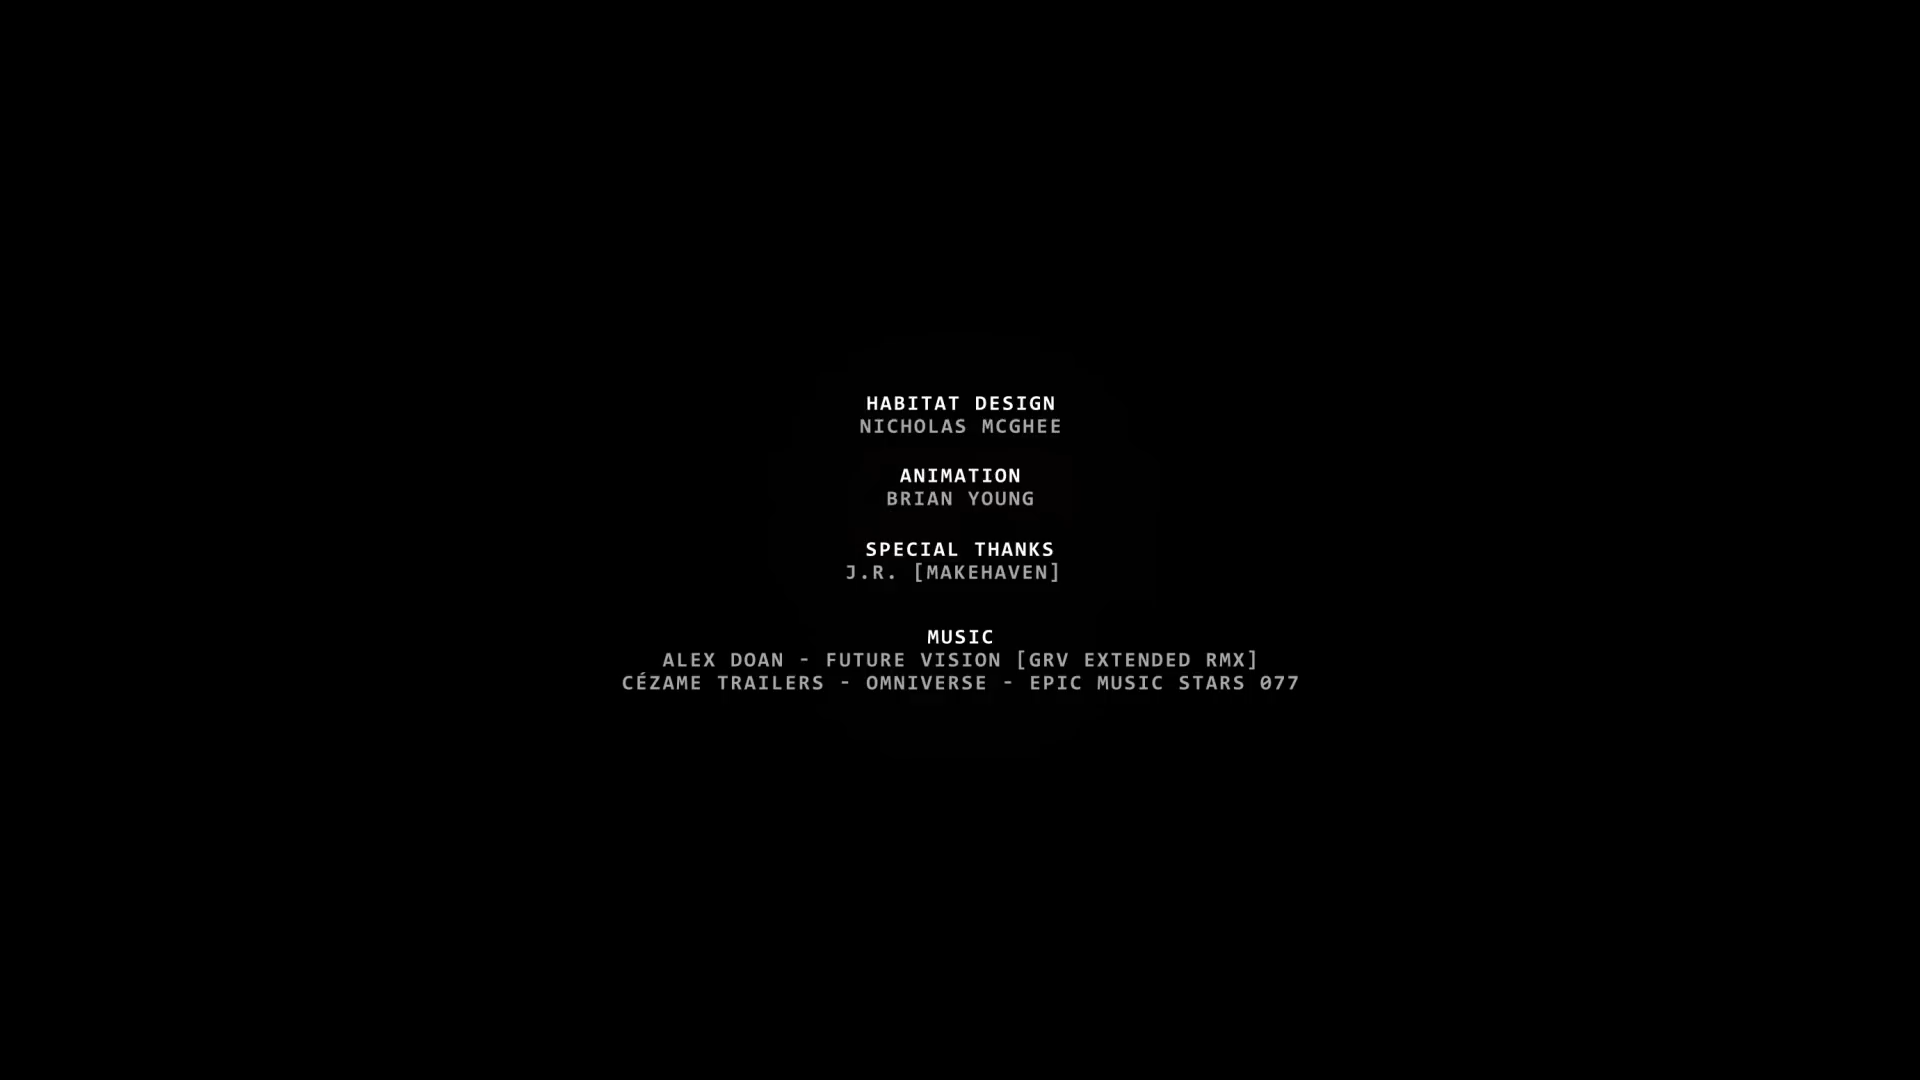 HABITAT DESIGN
NICHOLAS MCGHEE
ANIMATION
BRIAN YOUNG
SPECIAL THANKS
J.R. [MAKEHAVEN]
MUSIC
ALEX DOAN - FUTURE VISION [GRV EXTENDED RMX]
CÉZAME TRAILERS - OMNIVERSE - EPIC MUSIC STARS 077